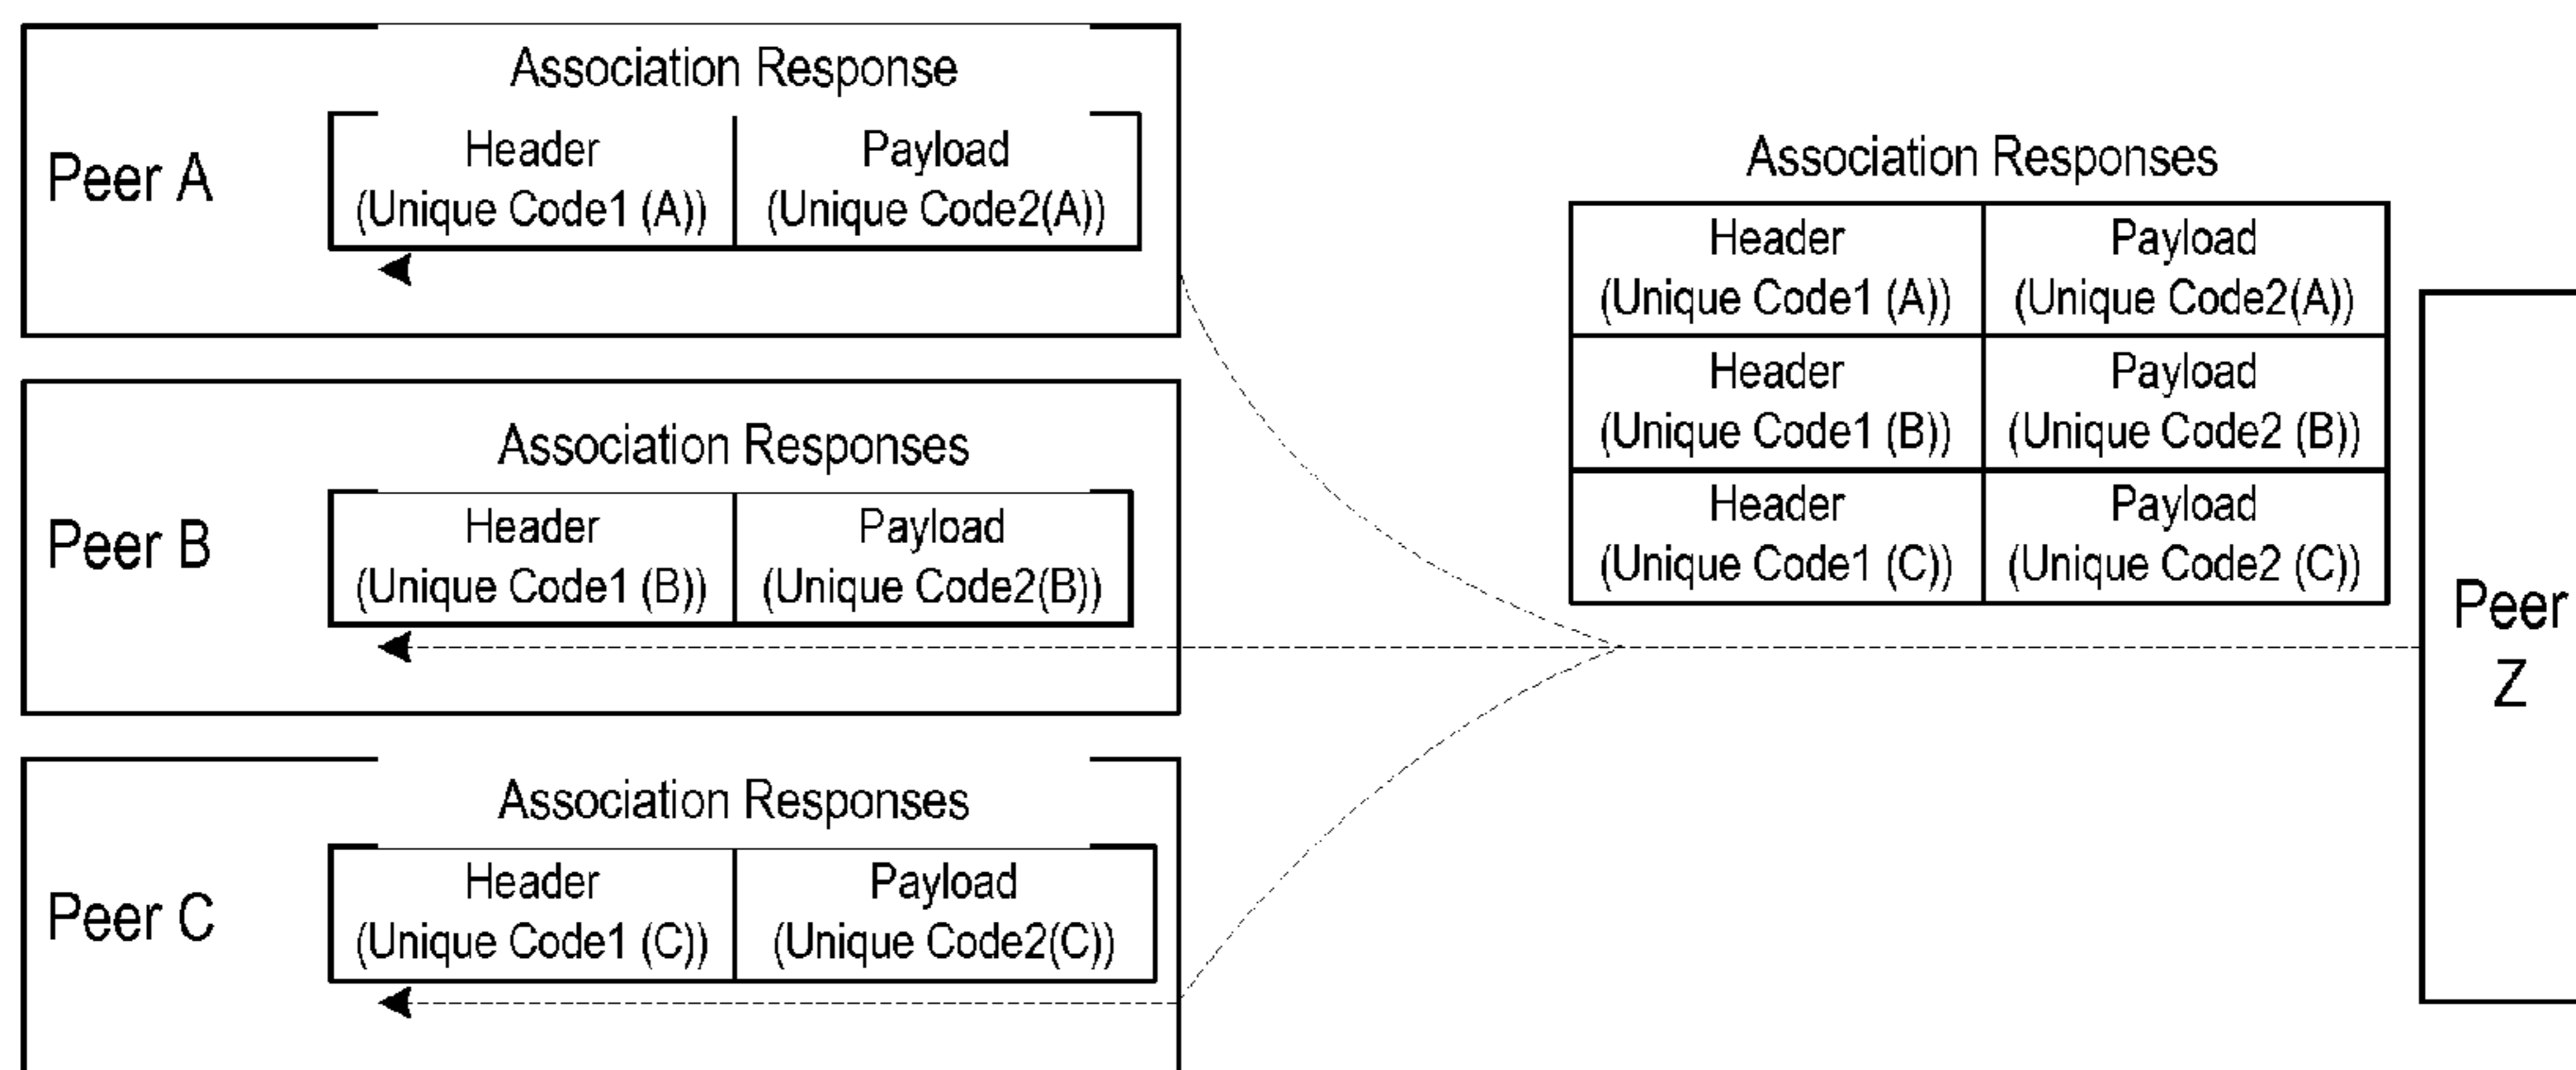 Association Response
Peer A
Header
Payload
(Unique Code1 (A))
(Unique Code2(A))
Association Responses
Peer B
Header
Payload
(Unique Code1 (B))
(Unique Code2(B))
Association Responses
Peer C
Header
Payload
(Unique Code1 (C))
(Unique Code2(C))
Association Responses
Header
Payload
(Unique Code1 (A))
(Unique Code2(A))
Header
Payload
(Unique Code1 (B))
(Unique Code2 (B))
Header
Payload
(Unique Code1 (C))
(Unique Code2 (C))
Peer
Z